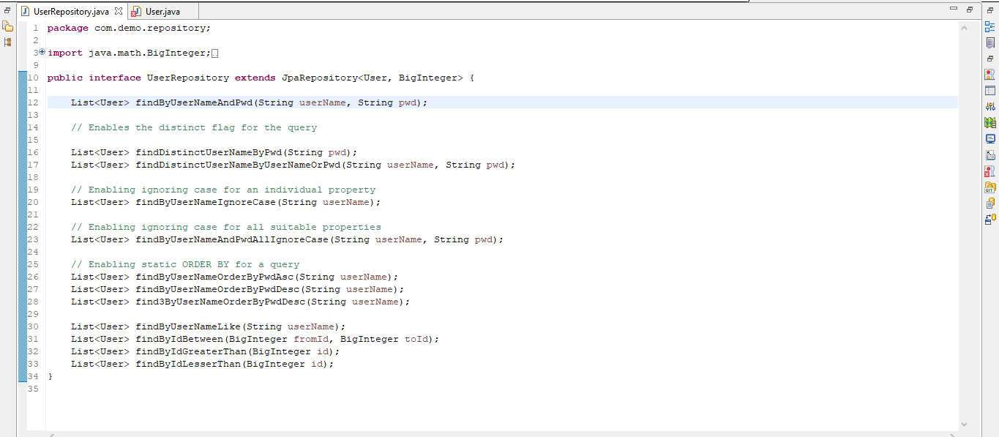 UserRepository.java User.java
1 package com.demo.repository;
2
3 import java.math.BigInteger;
9
10 public interface UserRepository extends JpaRepository<User, BigInteger> {
11
12     List<User> findByUserNameAndPwd(String userName, String pwd);
13
14     // Enables the distinct flag for the query
15
16     List<User> findDistinctUserNameByPwd(String pwd);
17     List<User> findDistinctUserNameByUserNameOrPwd(String userName, String pwd);
18
19     // Enabling ignoring case for an individual property
20     List<User> findByUserNameIgnoreCase(String userName);
21
22     // Enabling ignoring case for all suitable properties
23     List<User> findByUserNameAndPwdAllIgnoreCase(String userName, String pwd);
24
25     // Enabling static ORDER BY for a query
26     List<User> findByUserNameOrderByPwdAsc(String userName);
27     List<User> findByUserNameOrderByPwdDesc(String userName);
28     List<User> find3ByUserNameOrderByPwdDesc(String userName);
29
30     List<User> findByUserNameLike(String userName);
31     List<User> findByIdBetween(BigInteger fromId, BigInteger toId);
32     List<User> findByIdGreaterThan(BigInteger id);
33     List<User> findByIdLesserThan(BigInteger id);
34 }
35